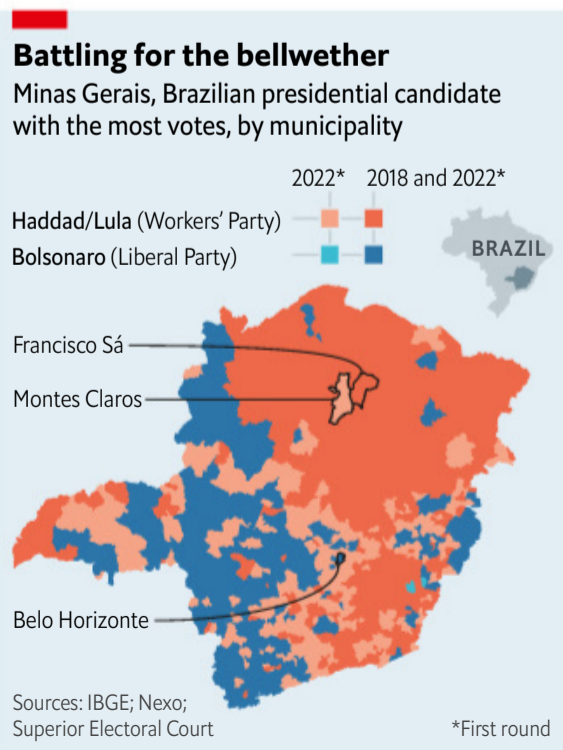 Battling for the bellwether
Minas Gerais, Brazilian presidential candidate
with the most votes, by municipality
2022* 2018 and 2022*
Haddad/Lula (Workers’ Party)
Bolsonaro (Liberal Party)
BRAZIL
Francisco Sá
Montes Claros
Belo Horizonte
Sources: IBGE; Nexo;
Superior Electoral Court
*First round